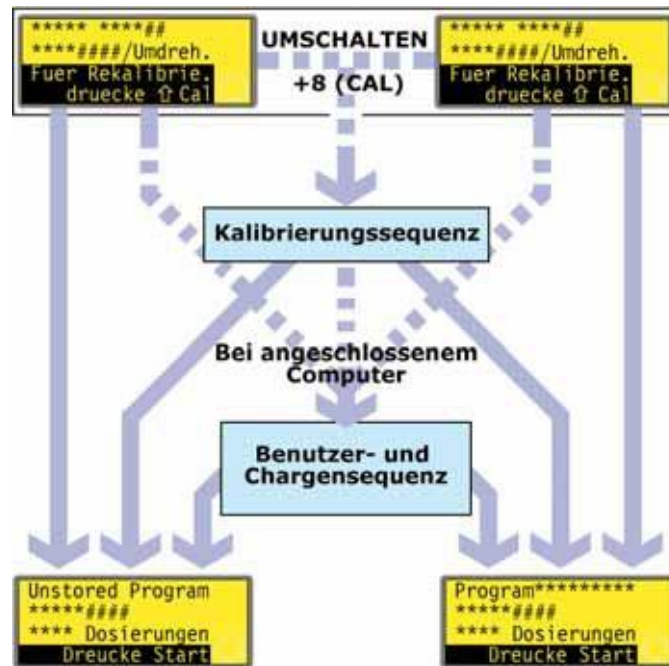 ***** ****##
****####/Umdreh.
Fuer Rekalibrie.
druecke ⇧ Cal
UMSCHALTEN
+8 (CAL)
***** ****##
****####/Umdreh.
Fuer Rekalibrie.
druecke ⇧ Cal
Kalibrierungssequenz
Bei angeschlossenem
Computer
Benutzer- und
Chargensequenz
Unstored Program
*****####
**** Dosierungen
Dreucke Start
Program*********
*****####
**** Dosierungen
Dreucke Start